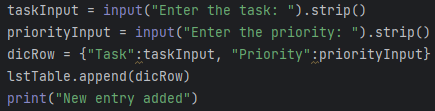 taskInput = input("Enter the task: ").strip()
priorityInput = input("Enter the priority: ").strip()
dicRow = {"Task":taskInput, "Priority":priorityInput}
lstTable.append(dicRow)
print("New entry added")